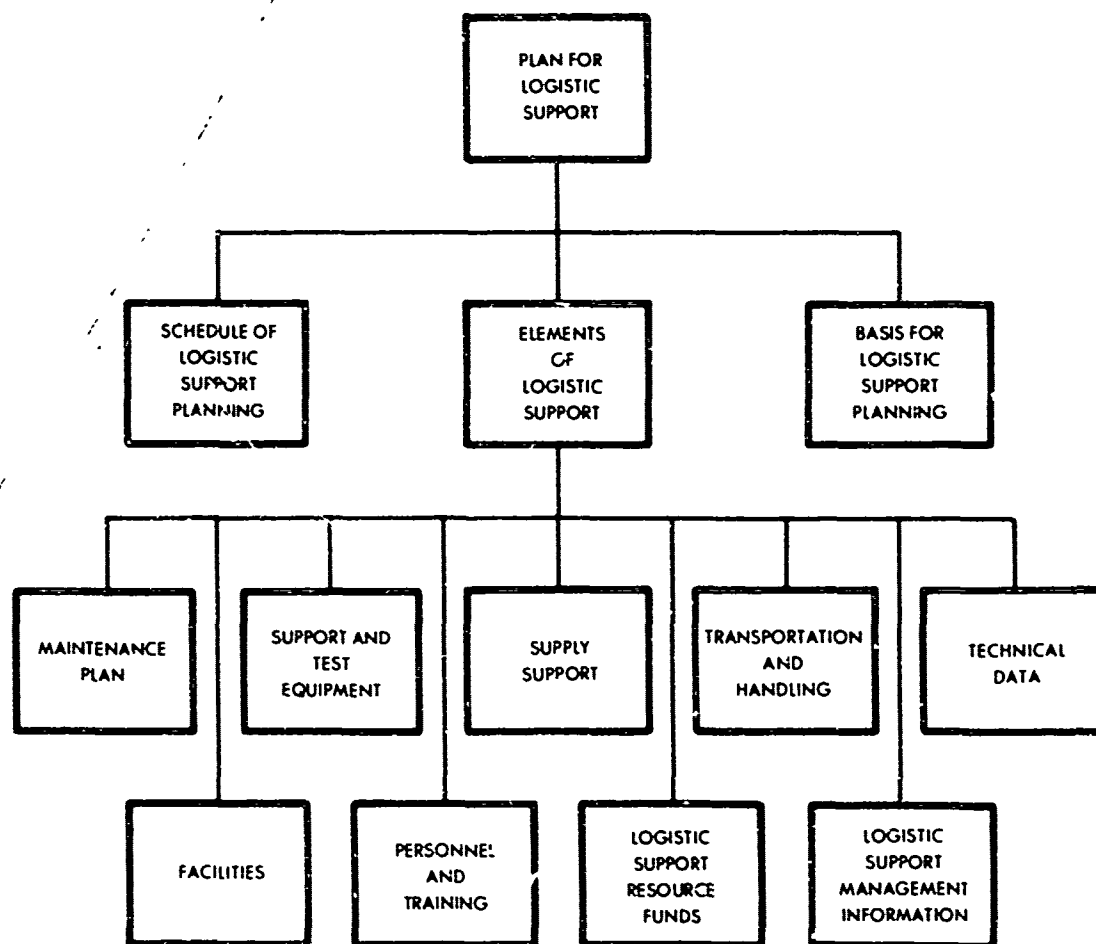 PLAN FOR
LOGISTIC
SUPPORT
SCHEDULE OF
LOGISTIC
SUPPORT
PLANNING
ELEMENTS
OF
LOGISTIC
SUPPORT
BASIS FOR
LOGISTIC
SUPPORT
PLANNING
MAINTENANCE
PLAN
SUPPORT AND
TEST
EQUIPMENT
SUPPLY
SUPPORT
TRANSPORTATION
AND
HANDLING
TECHNICAL
DATA
FACILITIES
PERSONNEL
AND
TRAINING
LOGISTIC
SUPPORT
RESOURCE
FUNDS
LOGISTIC
SUPPORT
MANAGEMENT
INFORMATION